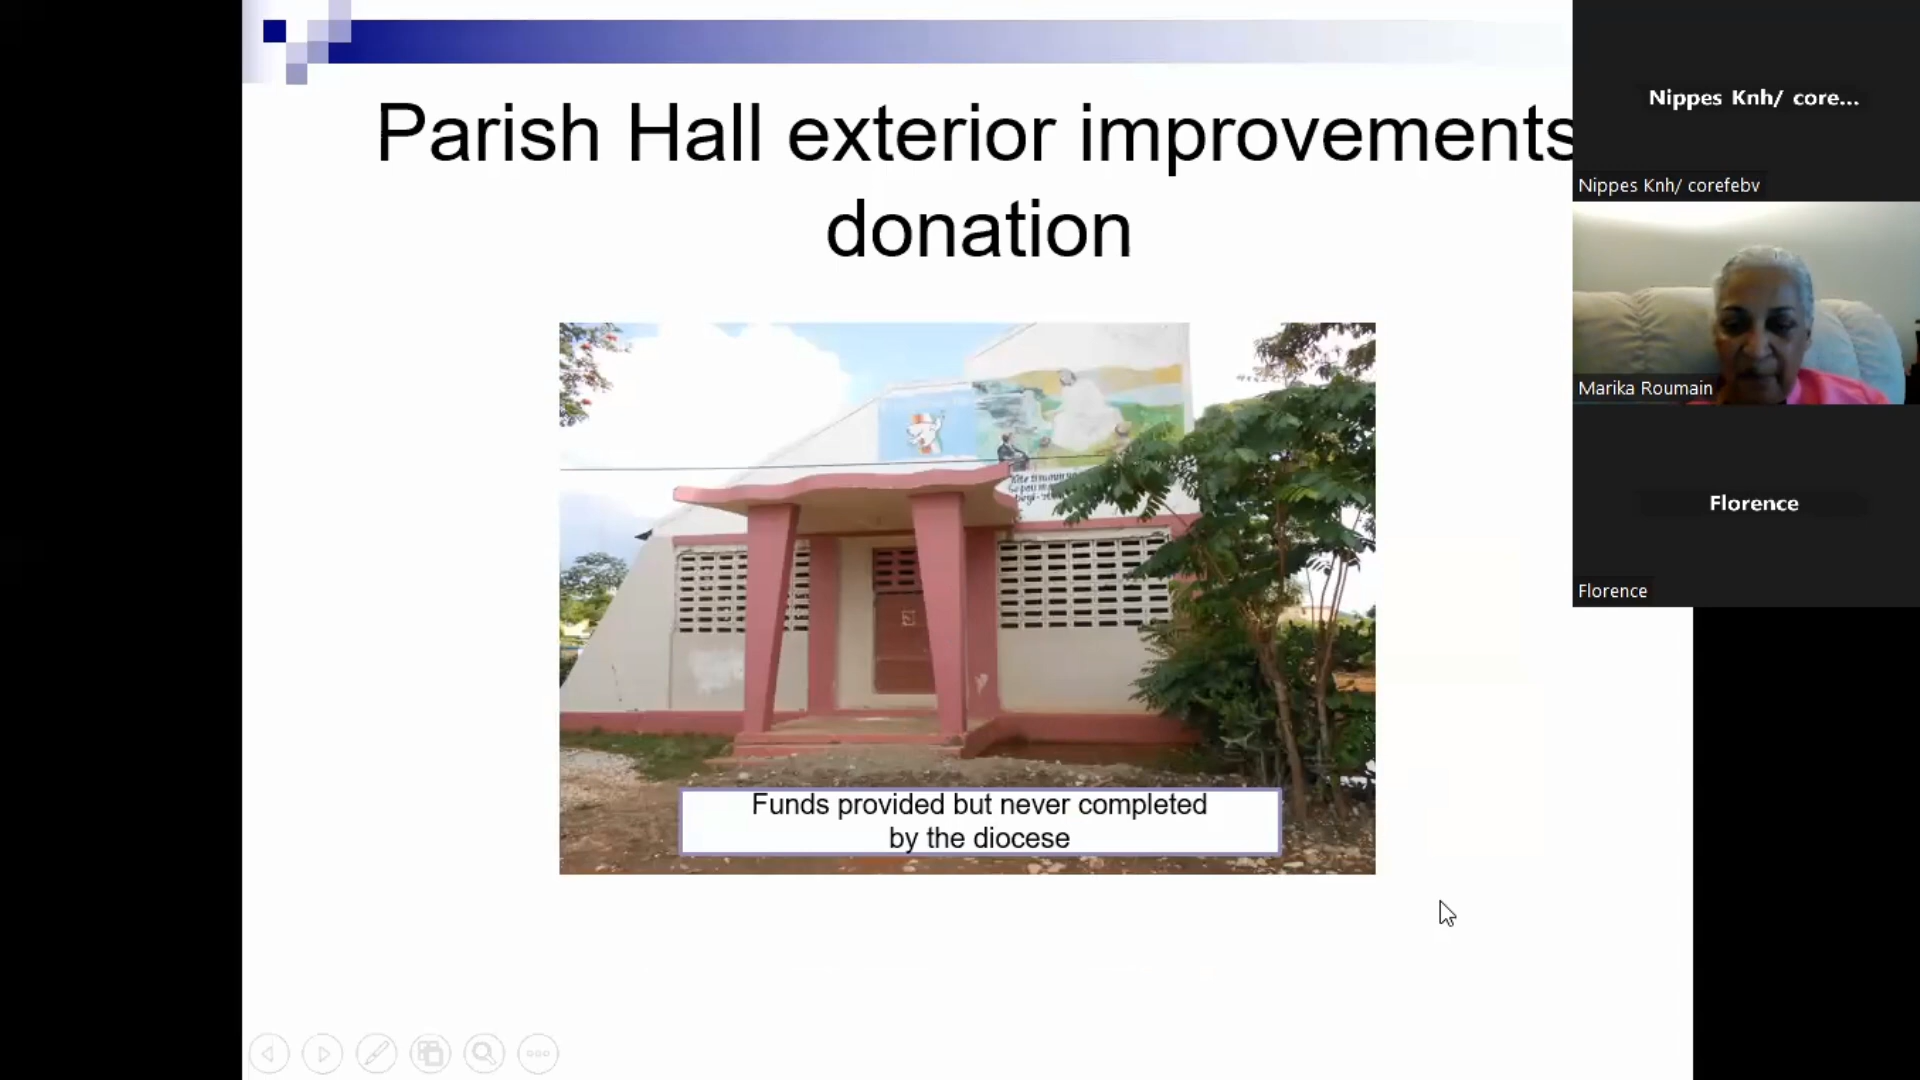 Parish Hall exterior improvements
donation
Funds provided but never completed
by the diocese
Nippes Knh/ core...
Nippes Knh/ corefebv
Marika Roumain
Florence
Florence